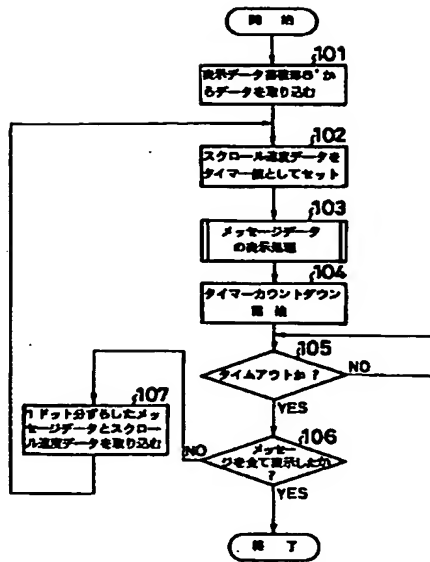 開 始
101
表示データ蓄積部5'か
らデータを取り込む
102
スクロール速度データを
タイマー値としてセット
103
メッセージデータ
の表示処理
104
タイマーカウントダウン
開 始
105
タイムアウトか?
NO
YES
107
1ドット分ずらしたメッ
セージデータとスクロー
ル速度データを取り込む
106
メッセー
ジを全て表示したか
?
NO
YES
終 了